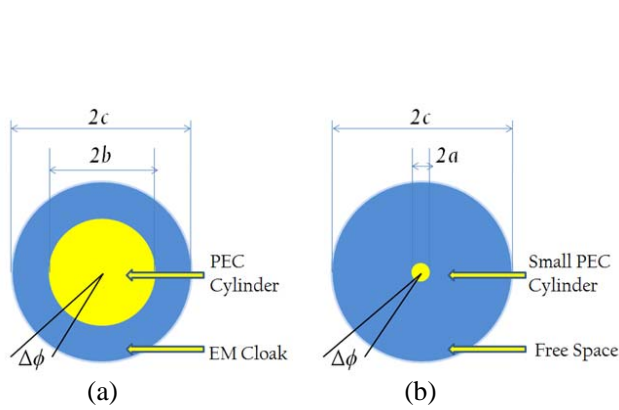 2c
2b
PEC
Cylinder
EM Cloak
Δϕ
(a)
2c
2a
Small PEC
Cylinder
Free Space
Δϕ
(b)